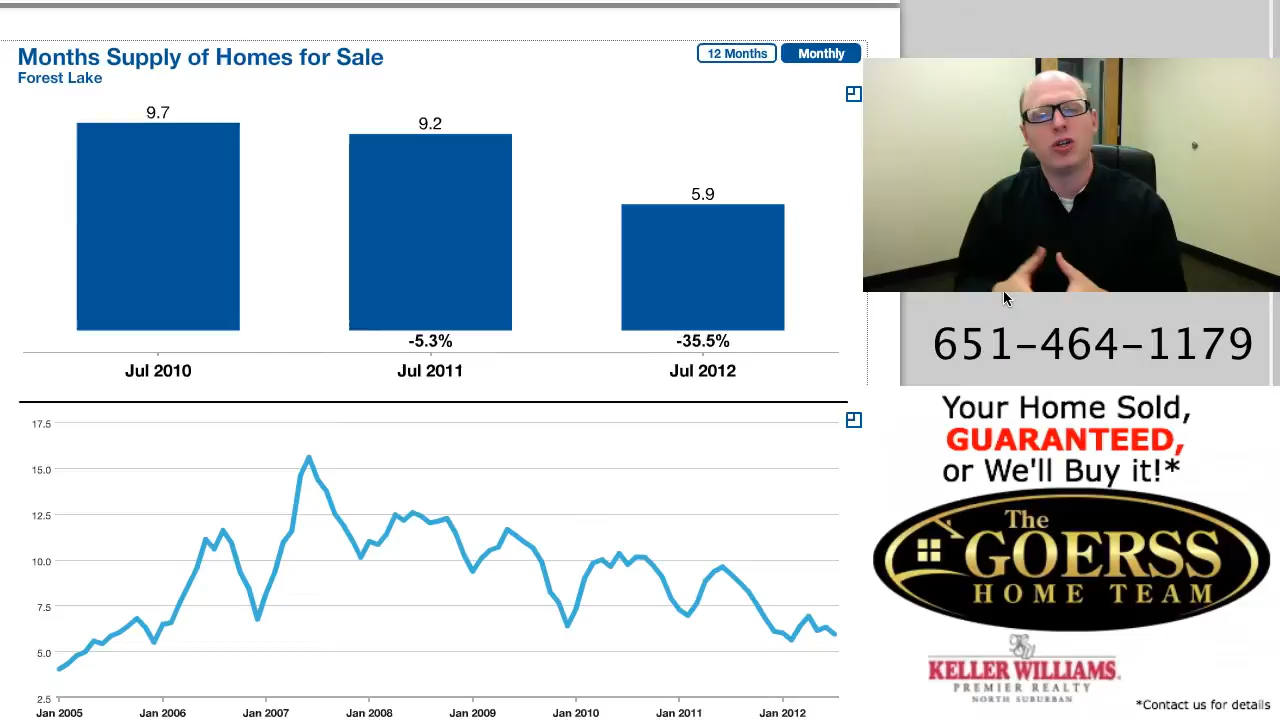 Months Supply of Homes for Sale
Forest Lake
12 Months
Monthly
9.7
9.2
5.9
-5.3%
-35.5%
Jul 2010
Jul 2011
Jul 2012
17.5
15.0
12.5
10.0
7.5
5.0
2.5
Jan 2005
Jan 2006
Jan 2007
Jan 2008
Jan 2009
Jan 2010
Jan 2011
Jan 2012
651-464-1179
Your Home Sold,
GUARANTEED,
or We'll Buy it!*
The
GOERSS
HOME TEAM
KELLER WILLIAMS
PREMIER REALTY
NORTH SUBURBAN
*Contact us for details